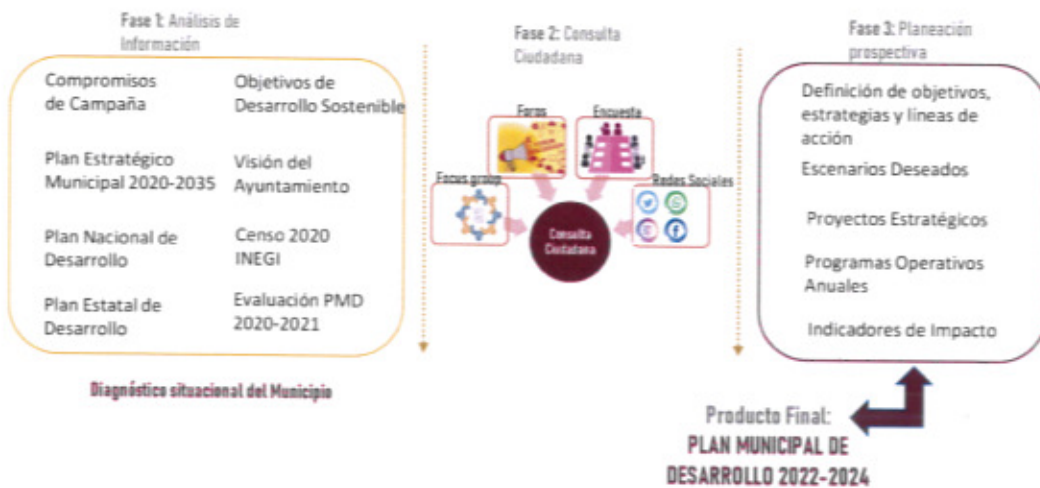 Fase 1: Análisis de
Información
Compromisos
de Campaña
Objetivos de
Desarrollo Sostenible
Plan Estratégico
Municipal 2020-2035
Visión del
Ayuntamiento
Plan Nacional de
Desarrollo
Censo 2020
INEGI
Plan Estatal de
Desarrollo
Evaluación PMD
2020-2021
Diagnóstico situacional del Municipio
Fase 2: Consulta
Ciudadana
Foros
Encuesta
Focus group
Redes Sociales
Consulta
Ciudadana
Fase 3: Planeación
prospectiva
Definición de objetivos,
estrategias y líneas de
acción
Escenarios Deseados
Proyectos Estratégicos
Programas Operativos
Anuales
Indicadores de Impacto
Producto Final:
PLAN MUNICIPAL DE
DESARROLLO 2022-2024